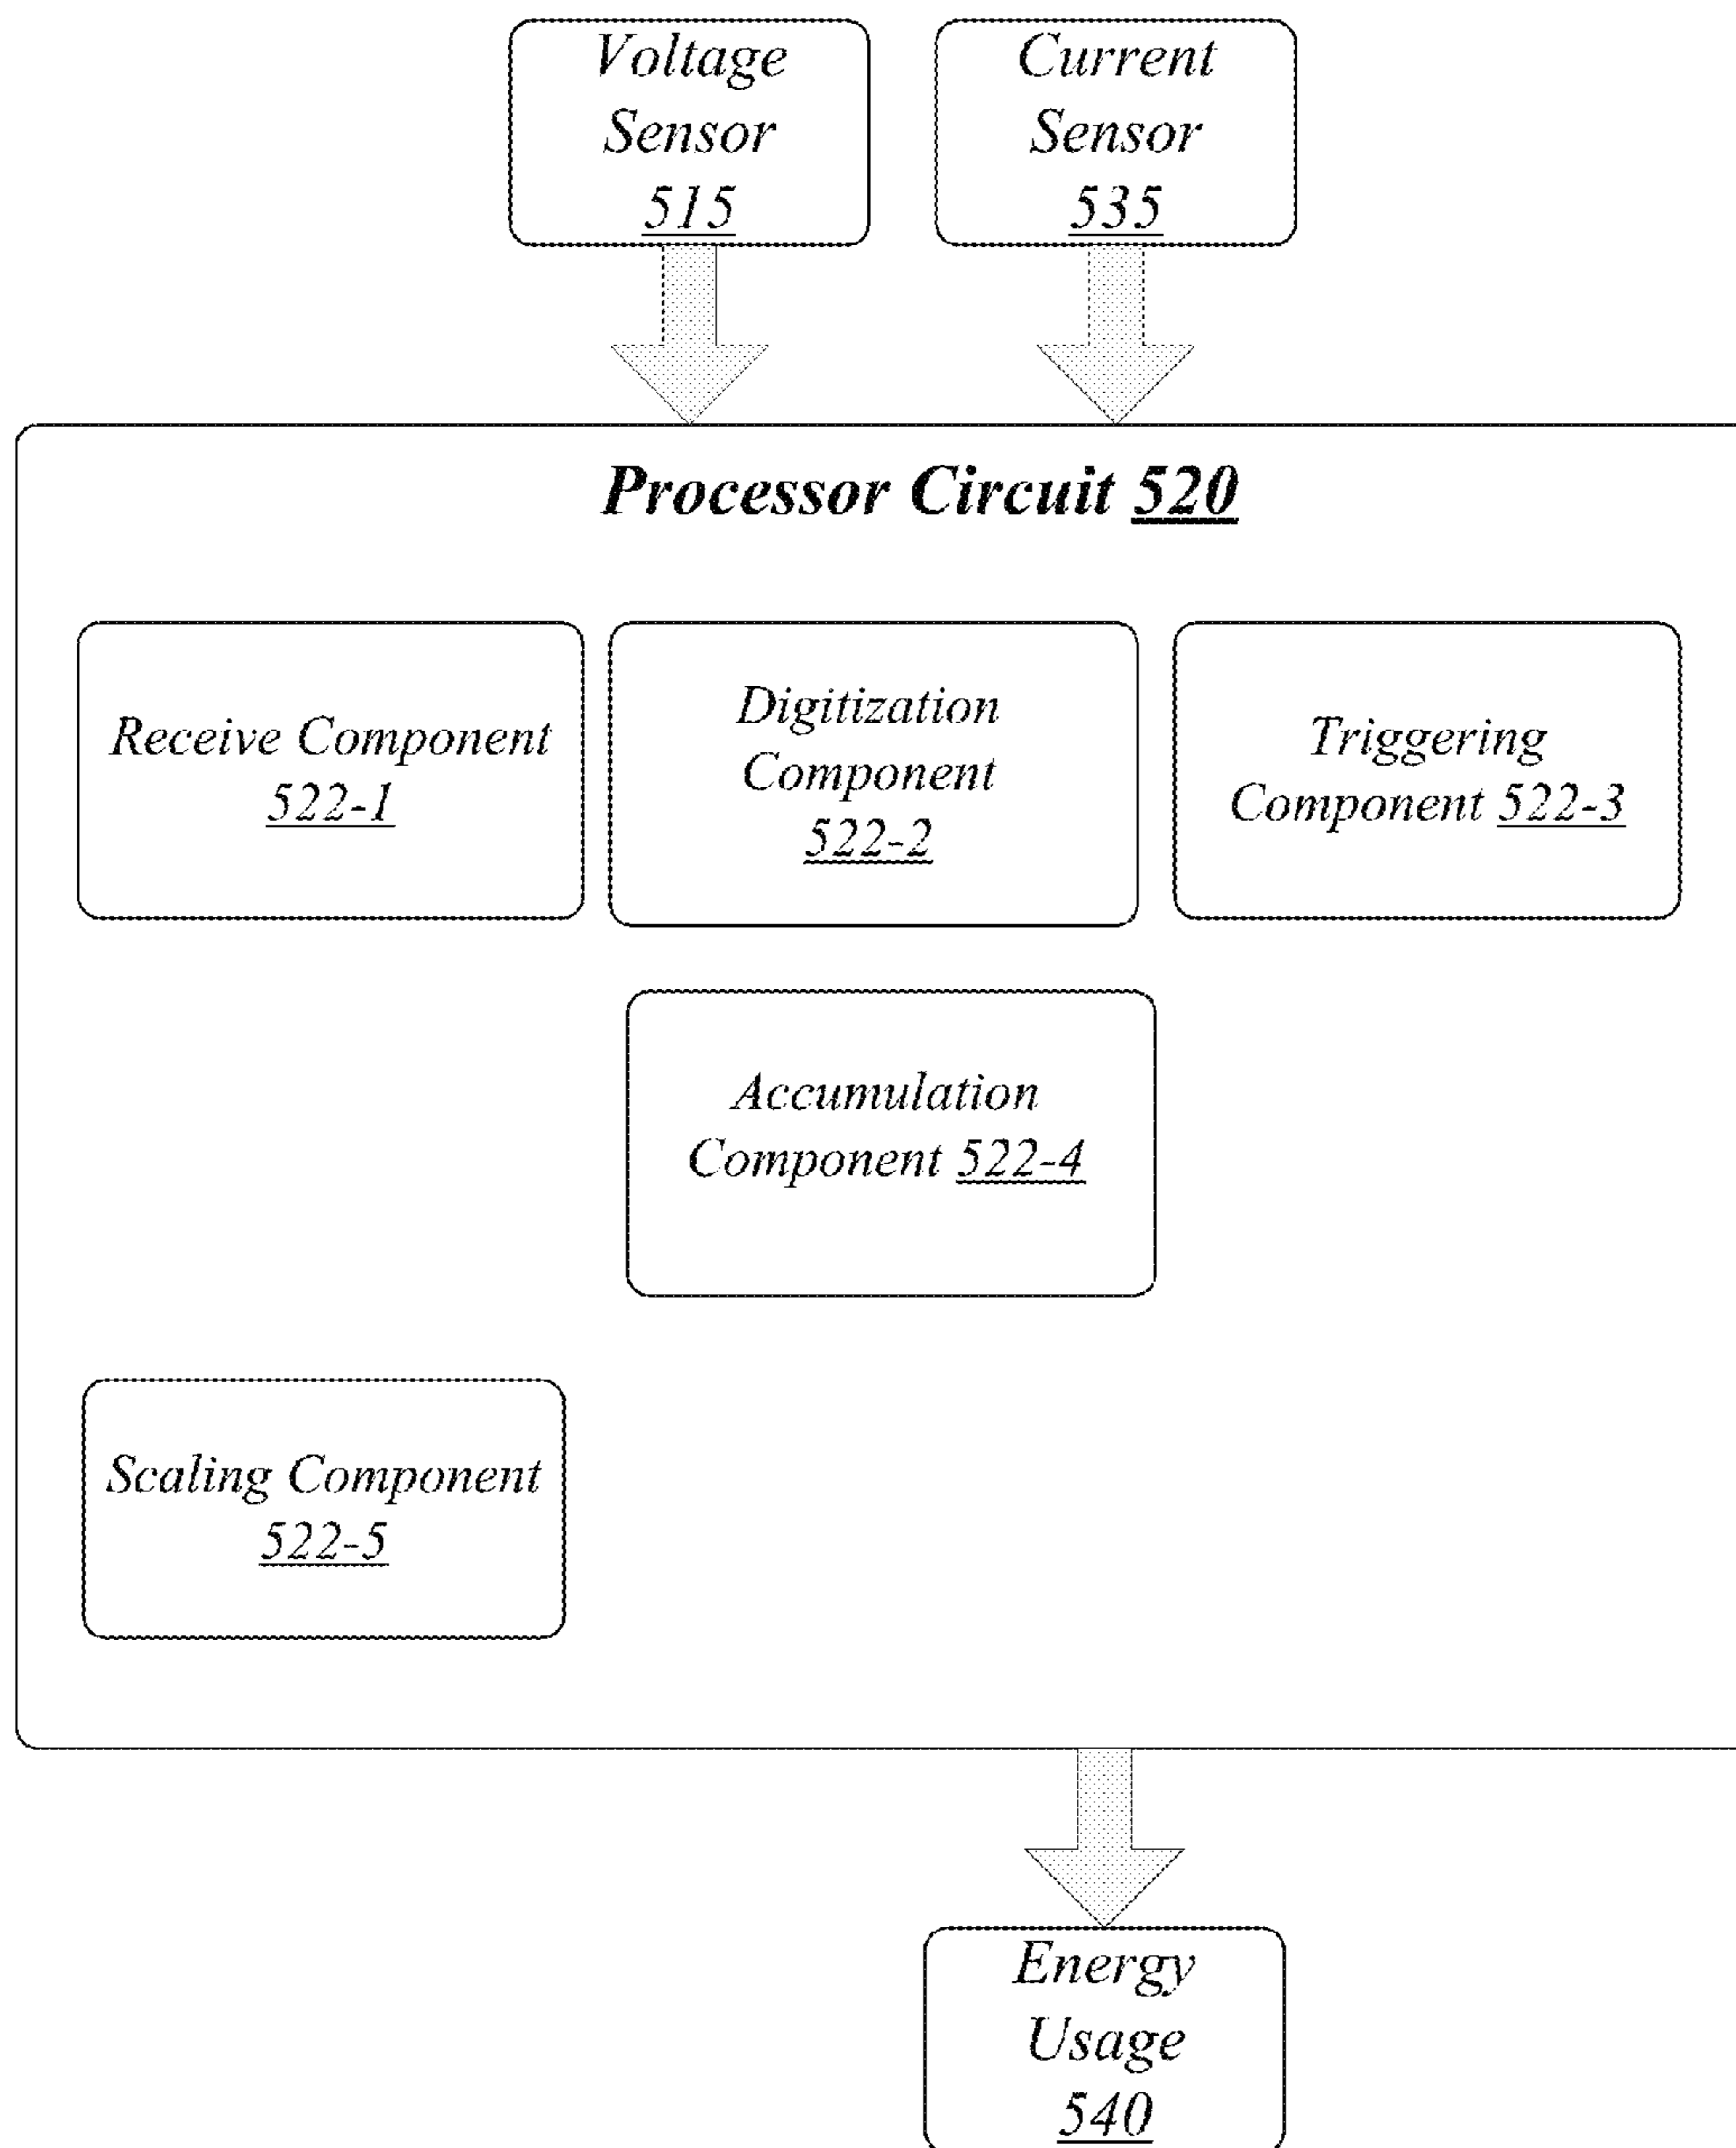 Voltage
Sensor
515
Current
Sensor
535
Processor Circuit 520
Receive Component
522-1
Digitization
Component
522-2
Triggering
Component 522-3
Accumulation
Component 522-4
Scaling Component
522-5
Energy
Usage
540